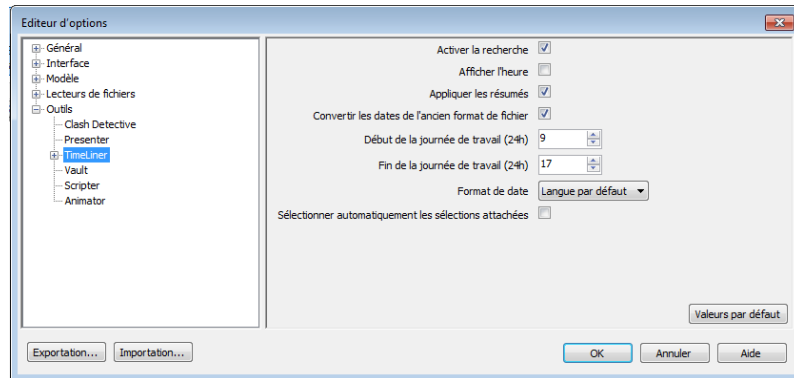 Editeur d'options
Général
Interface
Modèle
Lecteurs de fichiers
Outils
Clash Detective
Presenter
TimeLiner
Vault
Scripter
Animator
Activer la recherche
Afficher l'heure
Appliquer les résumés
Convertir les dates de l'ancien format de fichier
Début de la journée de travail (24h) 9
Fin de la journée de travail (24h) 17
Format de date Langue par défaut
Sélectionner automatiquement les sélections attachées
Valeurs par défaut
Exportation... Importation... OK Annuler Aide